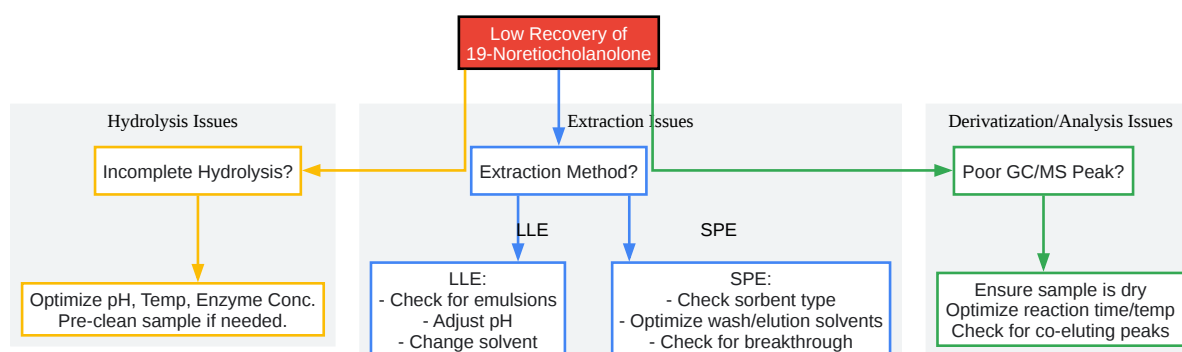 Low Recovery of
19-Noretiocholanolone
Hydrolysis Issues
Extraction Issues
Derivatization/Analysis Issues
Incomplete Hydrolysis?
Extraction Method?
Poor GC/MS Peak?
LLE
SPE
Optimize pH, Temp, Enzyme Conc.
Pre-clean sample if needed.
LLE:
- Check for emulsions
- Adjust pH
- Change solvent
SPE:
- Check sorbent type
- Optimize wash/elution solvents
- Check for breakthrough
Ensure sample is dry
Optimize reaction time/temp
Check for co-eluting peaks